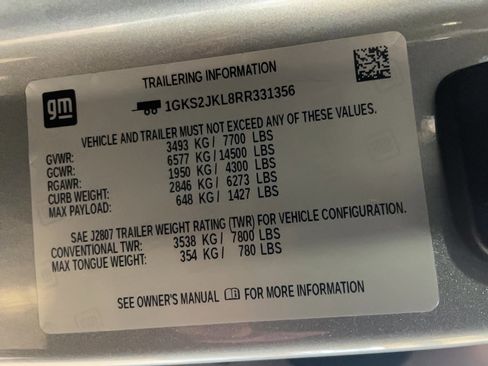 gm
TRAILERING INFORMATION
1GKS2JKL8RR331356
VEHICLE AND TRAILER MUST NOT EXCEED ANY OF THESE VALUES.
GVWR: 3493 KG / 7700 LBS
GCWR: 6577 KG / 14500 LBS
RGAWR: 1950 KG / 4300 LBS
CURB WEIGHT: 2846 KG / 6273 LBS
MAX PAYLOAD: 648 KG / 1427 LBS
SAE J2807 TRAILER WEIGHT RATING (TWR) FOR VEHICLE CONFIGURATION.
CONVENTIONAL TWR: 3538 KG / 7800 LBS
MAX TONGUE WEIGHT: 354 KG / 780 LBS
SEE OWNER'S MANUAL FOR MORE INFORMATION